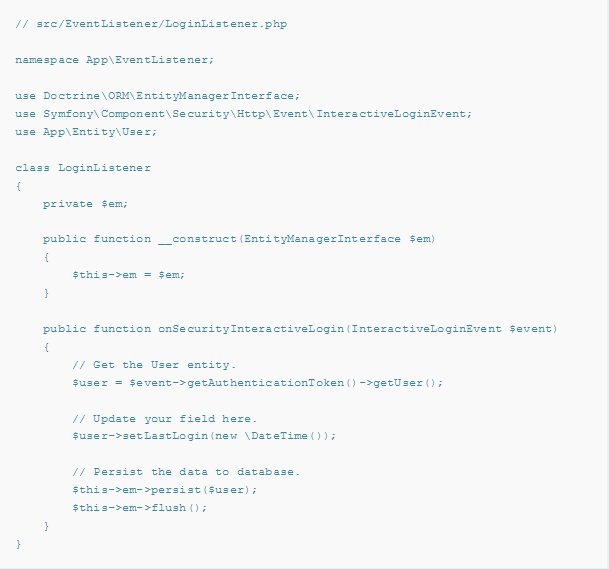 // src/EventListener/LoginListener.php
namespace App\EventListener;
use Doctrine\ORM\EntityManagerInterface;
use Symfony\Component\Security\Http\Event\InteractiveLoginEvent;
use App\Entity\User;
class LoginListener
{
    private $em;
    public function __construct(EntityManagerInterface $em)
    {
        $this->em = $em;
    }
    public function onSecurityInteractiveLogin(InteractiveLoginEvent $event)
    {
        // Get the User entity.
        $user = $event->getAuthenticationToken()->getUser();
        // Update your field here.
        $user->setLastLogin(new \DateTime());
        // Persist the data to database.
        $this->em->persist($user);
        $this->em->flush();
    }
}